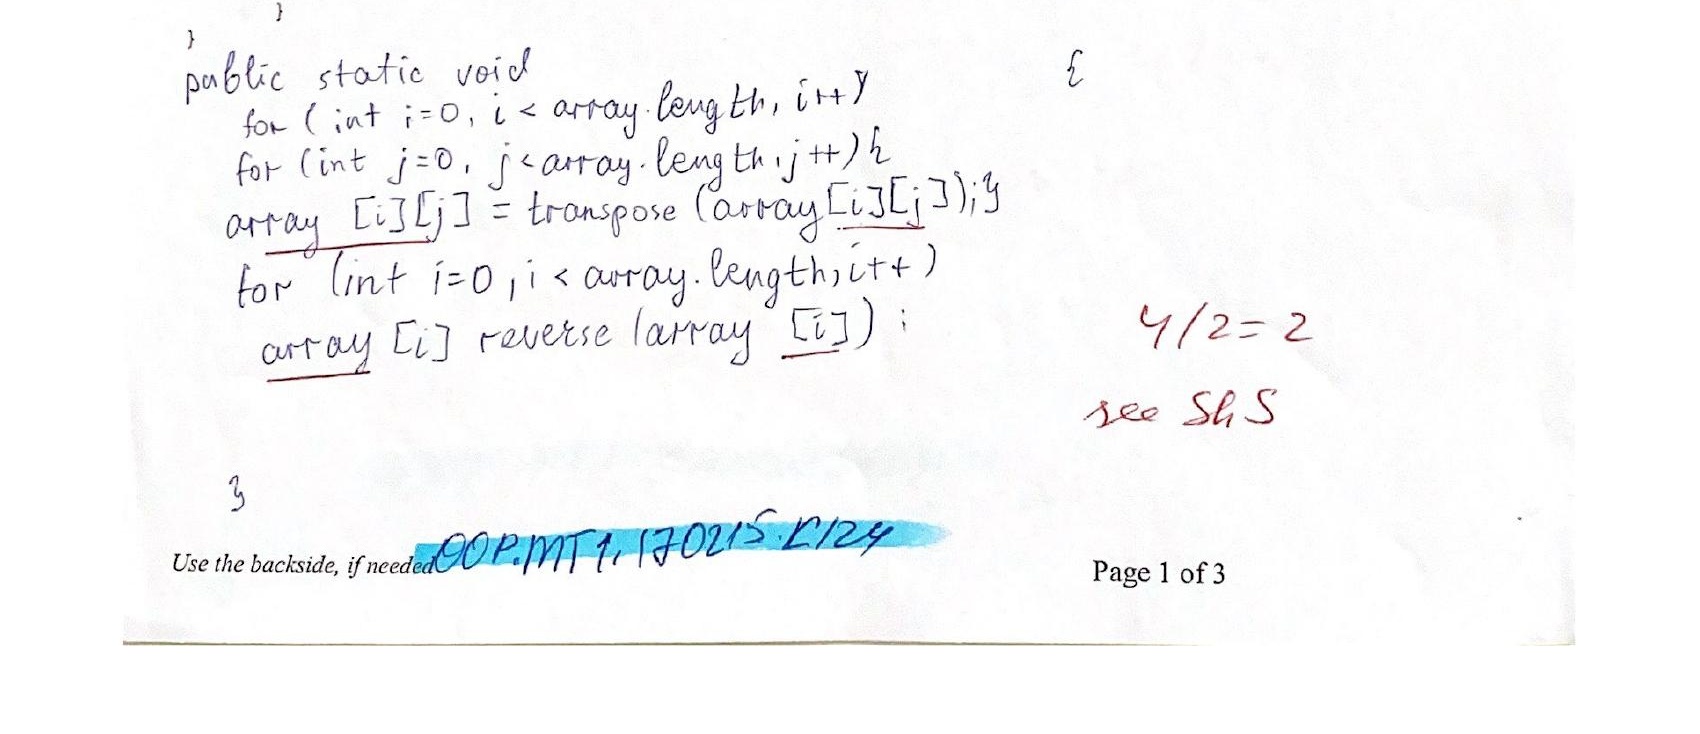 }
}
public static void {
for (int i=0, i < array.length, i++)
for (int j=0, j<array.length, j++) {
array [i][j] = transpose (array[i][j]);}
for (int i=0, i < array.length, i++)
array [i] reverse (array [i]) ;
4/2=2
see ShS
}
Use the backside, if needed OOP.MT1.170215.L124
Page 1 of 3